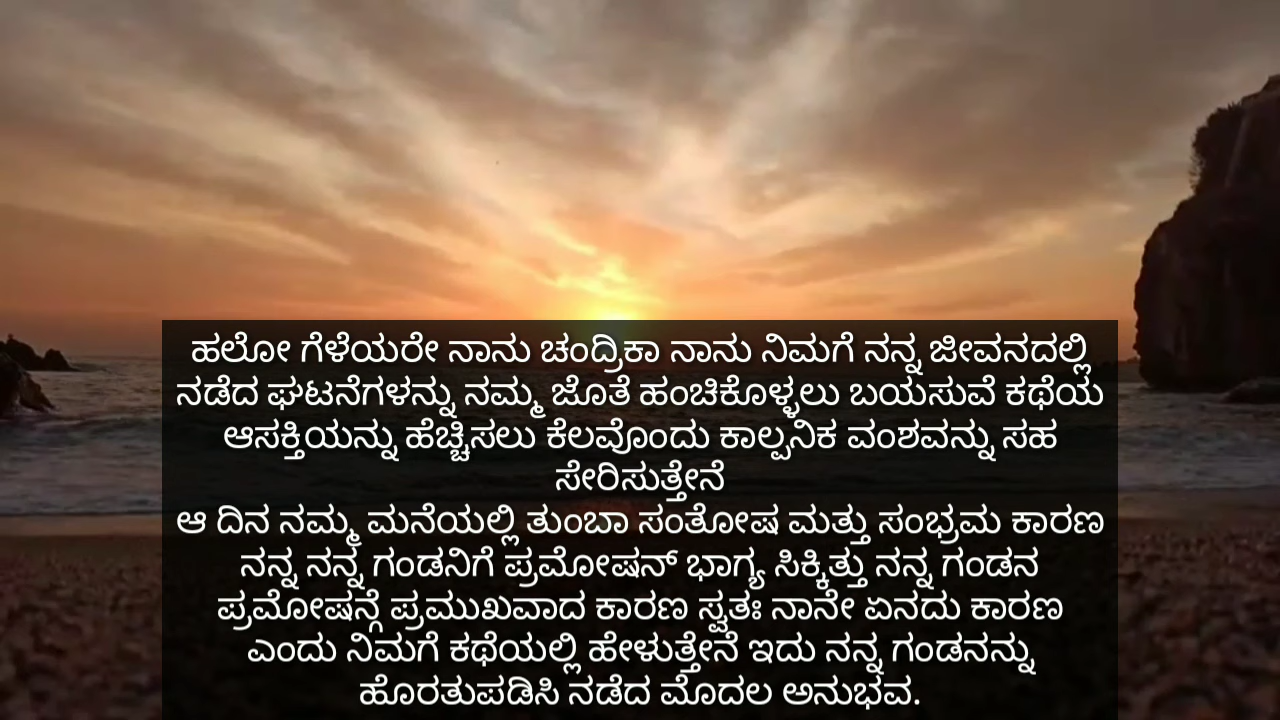 ಹಲೋ ಗೆಳೆಯರೇ ನಾನು ಚಂದ್ರಿಕಾ ನಾನು ನಿಮಗೆ ನನ್ನ ಜೀವನದಲ್ಲಿ
ನಡೆದ ಘಟನೆಗಳನ್ನು ನಮ್ಮ ಜೊತೆ ಹಂಚಿಕೊಳ್ಳಲು ಬಯಸುವೆ ಕಥೆಯ
ಆಸಕ್ತಿಯನ್ನು ಹೆಚ್ಚಿಸಲು ಕೆಲವೊಂದು ಕಾಲ್ಪನಿಕ ವಂಶವನ್ನು ಸಹ
ಸೇರಿಸುತ್ತೇನೆ
ಆ ದಿನ ನಮ್ಮ ಮನೆಯಲ್ಲಿ ತುಂಬಾ ಸಂತೋಷ ಮತ್ತು ಸಂಭ್ರಮ ಕಾರಣ
ನನ್ನ ನನ್ನ ಗಂಡನಿಗೆ ಪ್ರಮೋಷನ್ ಭಾಗ್ಯ ಸಿಕ್ಕಿತ್ತು ನನ್ನ ಗಂಡನ
ಪ್ರಮೋಷನ್ಗೆ ಪ್ರಮುಖವಾದ ಕಾರಣ ಸ್ವತಃ ನಾನೇ ಏನದು ಕಾರಣ
ಎಂದು ನಿಮಗೆ ಕಥೆಯಲ್ಲಿ ಹೇಳುತ್ತೇನೆ ಇದು ನನ್ನ ಗಂಡನನ್ನು
ಹೊರತುಪಡಿಸಿ ನಡೆದ ಮೊದಲ ಅನುಭವ.